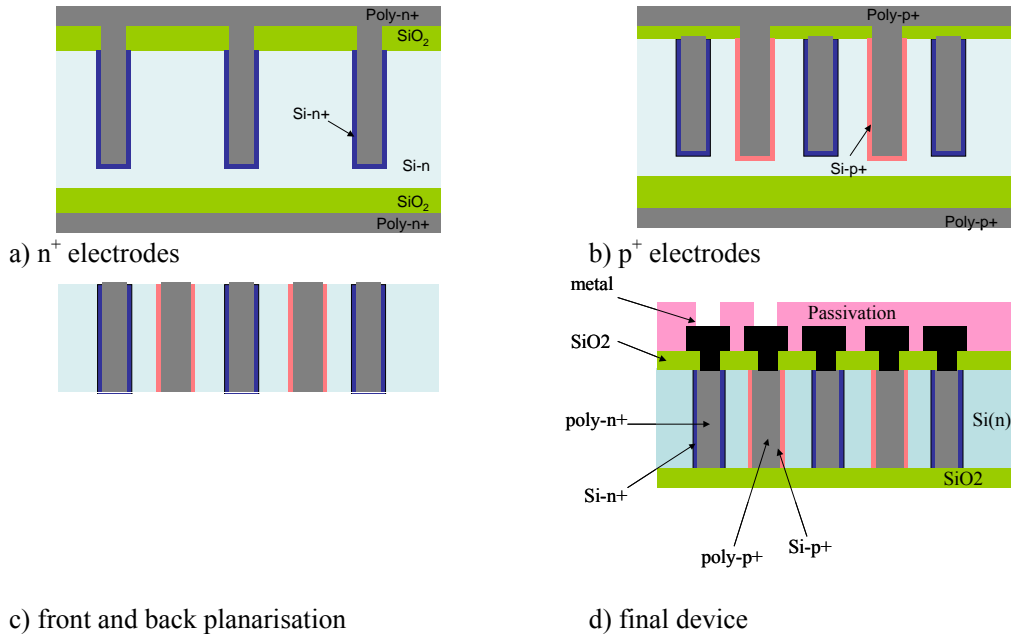 Poly-n+
SiO2
Si-n+
Si-n
SiO2
Poly-n+
a) n+ electrodes
Poly-p+
SiO2
Si-p+
Poly-p+
b) p+ electrodes
c) front and back planarisation
metal
Passivation
SiO2
poly-n+
Si(n)
SiO2
Si-n+
poly-p+
Si-p+
d) final device